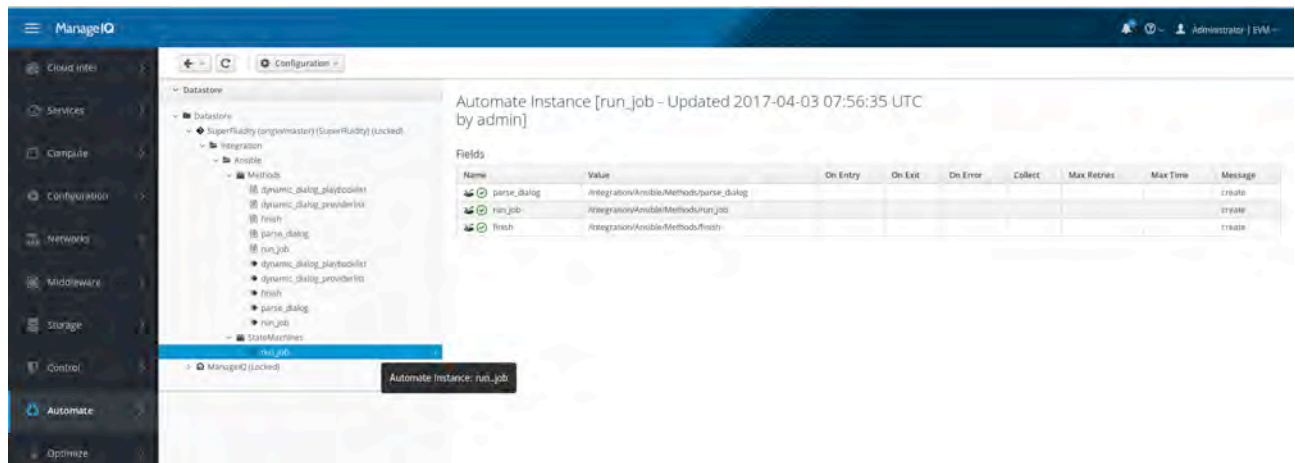 ManageIQ
Administrator | EVM
Cloud Intel
Services
Compute
Configuration
Networks
Middleware
Storage
Control
Automate
Optimize
Configuration
Datastore
Datastore
SuperFluidity (origin/master) (SuperFluidity) (Locked)
Integration
Ansible
Methods
dynamic_dialog_playbooklist
dynamic_dialog_providerlist
finish
parse_dialog
run_job
dynamic_dialog_playbooklist
dynamic_dialog_providerlist
finish
parse_dialog
run_job
StateMachines
run_job
ManageIQ (Locked)
Automate Instance: run_job
Automate Instance [run_job - Updated 2017-04-03 07:56:35 UTC
by admin]
Fields
Name Value On Entry On Exit On Error Collect Max Retries Max Time Message
parse_dialog /Integration/Ansible/Methods/parse_dialog create
run_job /Integration/Ansible/Methods/run_job create
finish /Integration/Ansible/Methods/finish create